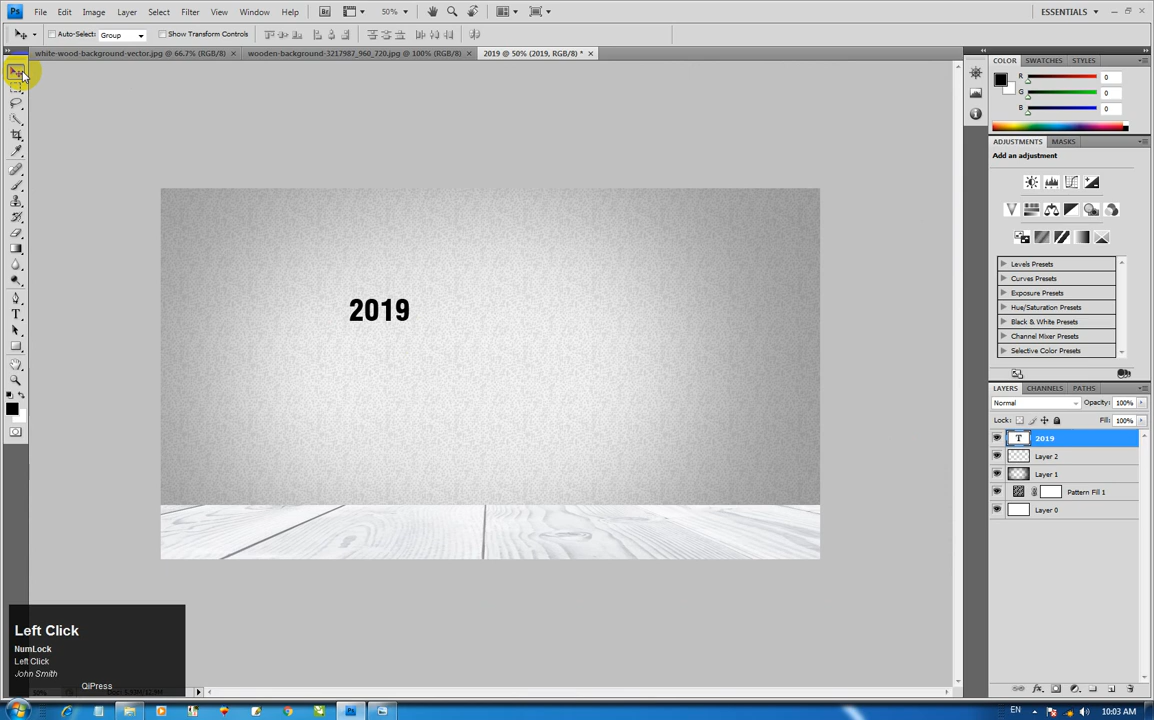 Ps File Edit Image Layer Select Filter View Window Help Br 50% ESSENTIALS
Auto-Select: Group Show Transform Controls
white-wood-background-vector.jpg @ 66.7% (RGB/8) × wooden-background-3217987_960_720.jpg @ 100% (RGB/8) × 2019 @ 50% (2019, RGB/8) * ×
COLOR SWATCHES STYLES
R 0
G 0
B 0
ADJUSTMENTS MASKS
Add an adjustment
Levels Presets
Curves Presets
Exposure Presets
Hue/Saturation Presets
Black & White Presets
Channel Mixer Presets
Selective Color Presets
LAYERS CHANNELS PATHS
Normal Opacity: 100%
Lock: Fill: 100%
T 2019
Layer 2
Layer 1
Pattern Fill 1
Layer 0
2019
Left Click
NumLock
Left Click
John Smith
QiPress
EN 10:03 AM